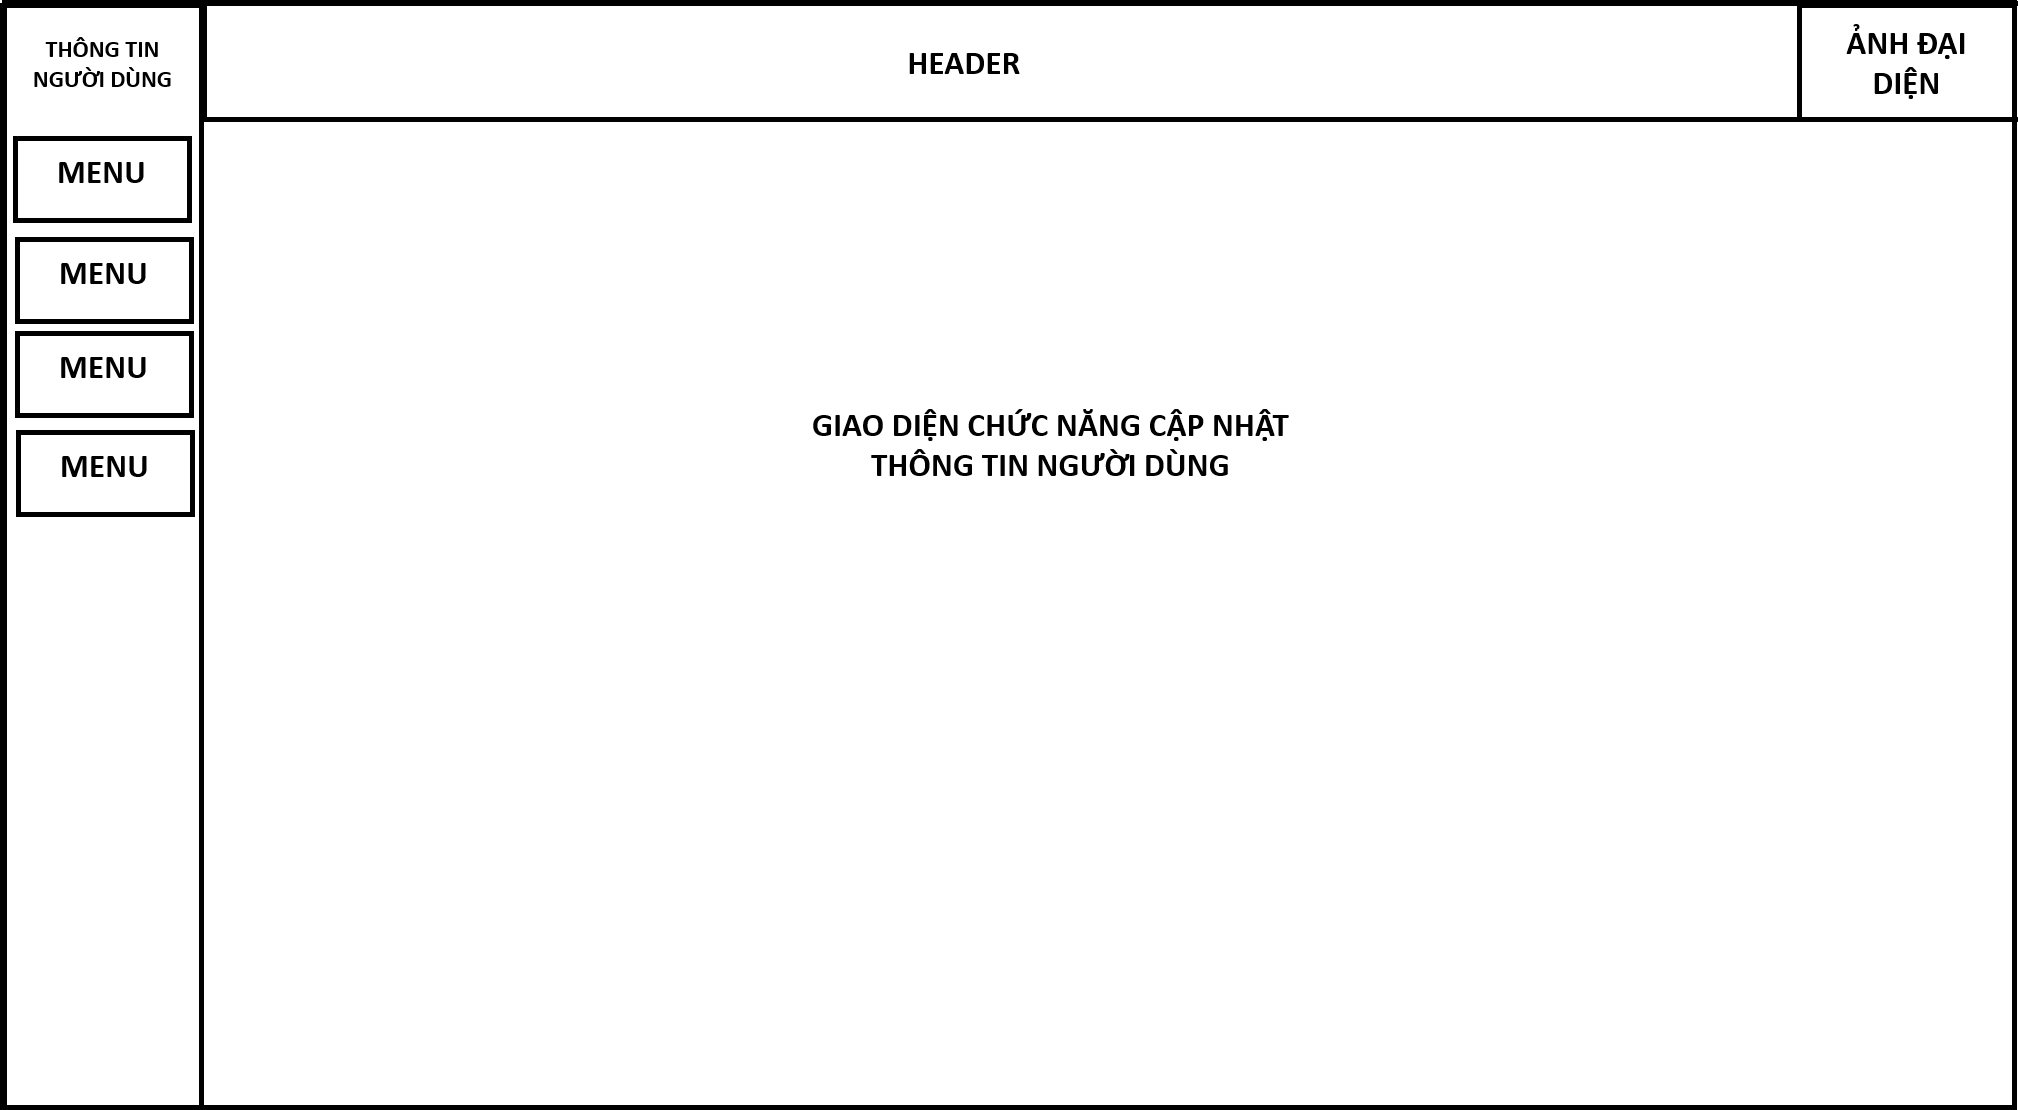 THÔNG TIN
NGƯỜI DÙNG
HEADER
ẢNH ĐẠI
DIỆN
MENU
MENU
MENU
MENU
GIAO DIỆN CHỨC NĂNG CẬP NHẬT
THÔNG TIN NGƯỜI DÙNG